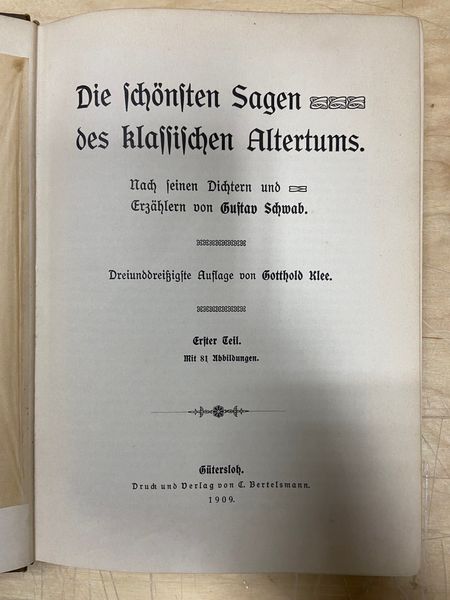 Die schönsten Sagen
des klassischen Altertums.
Nach seinen Dichtern und
Erzählern von Gustav Schwab.
Dreiunddreißigste Auflage von Gotthold Klee.
Erster Teil.
Mit 81 Abbildungen.
Gütersloh.
Druck und Verlag von C. Bertelsmann.
1909.